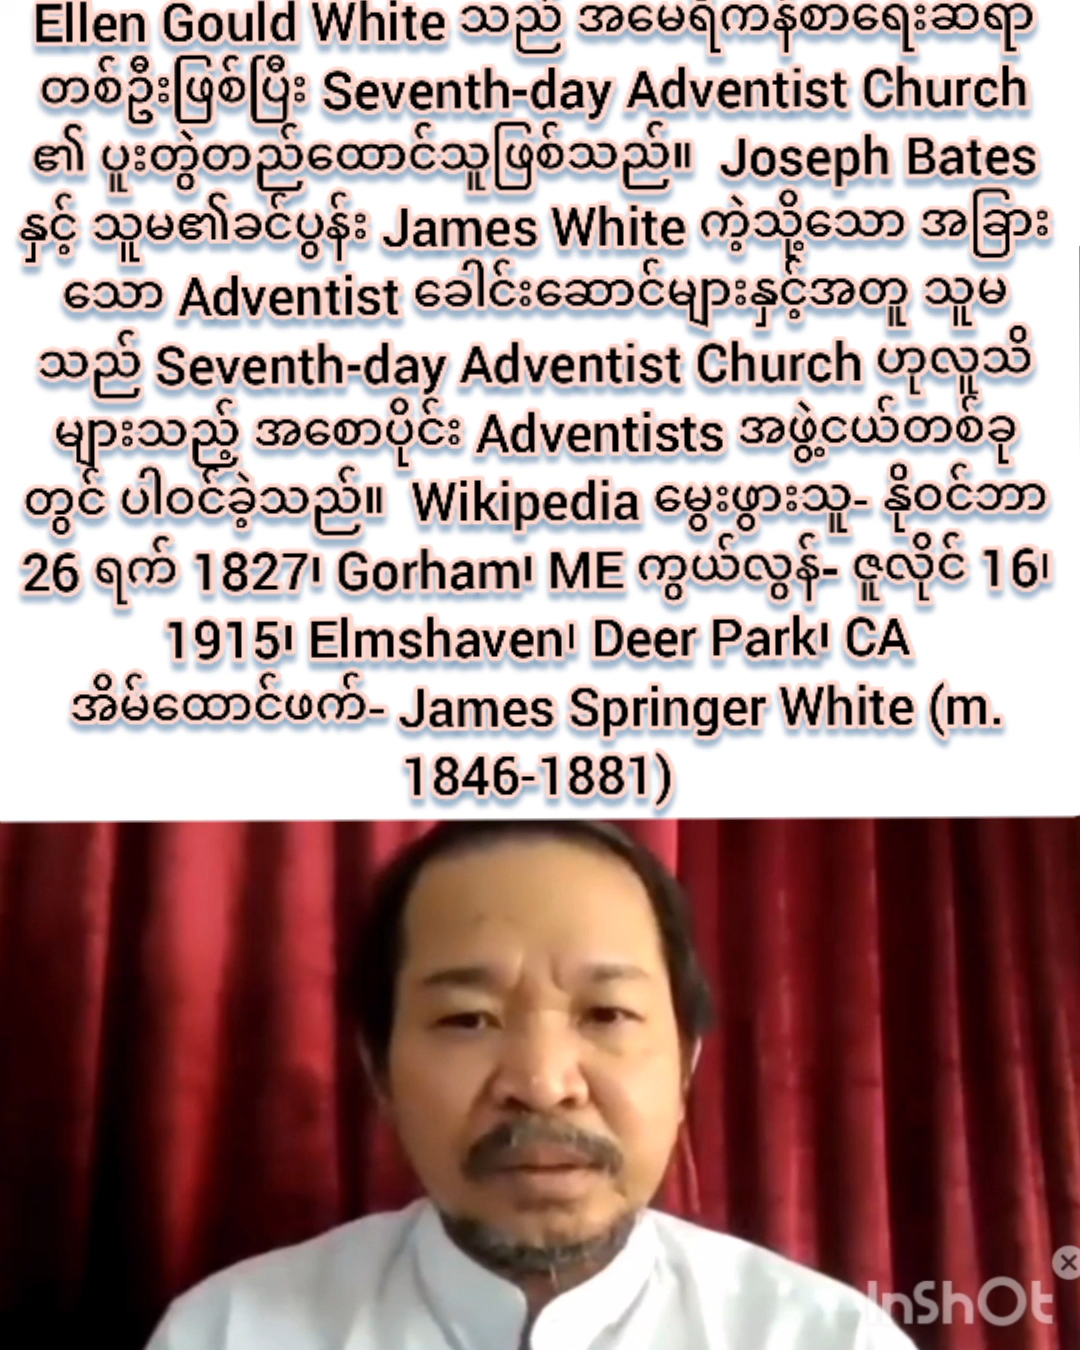 Ellen Gould White သည် အမေရိကန်စာရေးဆရာ
တစ်ဦးဖြစ်ပြီး Seventh-day Adventist Church
၏ ပူးတွဲတည်ထောင်သူဖြစ်သည်။ Joseph Bates
နှင့် သူမ၏ခင်ပွန်း James White ကဲ့သို့သော အခြား
သော Adventist ခေါင်းဆောင်များနှင့်အတူ သူမ
သည် Seventh-day Adventist Church ဟုလူသိ
များသည့် အစောပိုင်း Adventists အဖွဲ့ငယ်တစ်ခု
တွင် ပါဝင်ခဲ့သည်။ Wikipedia မွေးဖွားသူ- နိုဝင်ဘာ
26 ရက် 1827၊ Gorham၊ ME ကွယ်လွန်- ဇူလိုင် 16၊
1915၊ Elmshaven၊ Deer Park၊ CA
အိမ်ထောင်ဖက်- James Springer White (m.
1846-1881)
InShOt